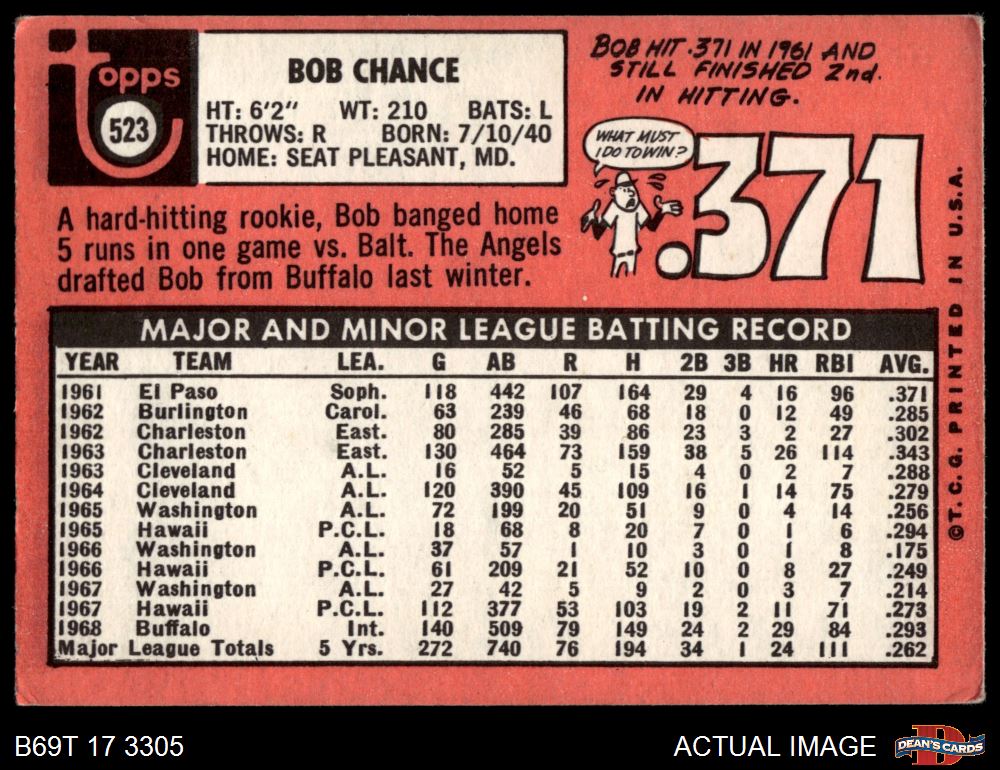 Topps
523
BOB CHANCE
HT: 6'2" WT: 210 BATS: L
THROWS: R BORN: 7/10/40
HOME: SEAT PLEASANT, MD.
A hard-hitting rookie, Bob banged home
5 runs in one game vs. Balt. The Angels
drafted Bob from Buffalo last winter.
BOB HIT .371 IN 1961 AND
STILL FINISHED 2nd.
IN HITTING.
WHAT MUST
I DO TO WIN?
.371
MAJOR AND MINOR LEAGUE BATTING RECORD
YEAR TEAM LEA. G AB R H 2B 3B HR RBI AVG.
1961 El Paso Soph. 118 442 107 164 29 4 16 96 .371
1962 Burlington Carol. 63 239 46 68 18 0 12 49 .285
1962 Charleston East. 80 285 39 86 23 3 2 27 .302
1963 Charleston East. 130 464 73 159 38 5 26 114 .343
1963 Cleveland A.L. 16 52 5 15 4 0 2 7 .288
1964 Cleveland A.L. 120 390 45 109 16 1 14 75 .279
1965 Washington A.L. 72 199 20 51 9 0 4 14 .256
1965 Hawaii P.C.L. 18 68 8 20 7 0 1 6 .294
1966 Washington A.L. 37 57 1 10 3 0 1 8 .175
1966 Hawaii P.C.L. 61 209 21 52 10 0 8 27 .249
1967 Washington A.L. 27 42 5 9 2 0 3 7 .214
1967 Hawaii P.C.L. 112 377 53 103 19 2 11 71 .273
1968 Buffalo Int. 140 509 79 149 24 2 29 84 .293
Major League Totals 5 Yrs. 272 740 76 194 34 1 24 111 .262
©T.C.G. PRINTED IN U.S.A.
B69T 17 3305
ACTUAL IMAGE
DEAN'S CARDS